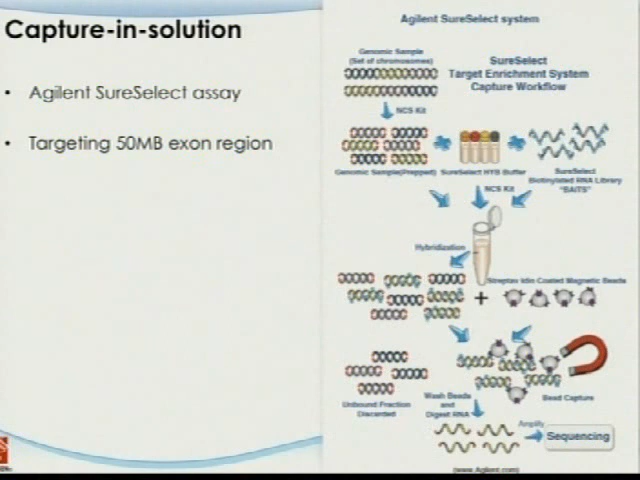 Capture-in-solution
• Agilent SureSelect assay
• Targeting 50MB exon region
Agilent SureSelect system
Genomic Sample
(Set of chromosomes)
SureSelect
Target Enrichment System
Capture Workflow
NCS Kit
Genomic Sample(Prepped)
SureSelect HYB Buffer
SureSelect
Biotinylated RNA Library
"BAITS"
NCS Kit
Hybridization
Streptavidin Coated Magnetic Beads
+
Unbound Fraction
Discarded
Wash Beads
and
Digest RNA
Bead Capture
Amplify
Sequencing
(www.Agilent.com)